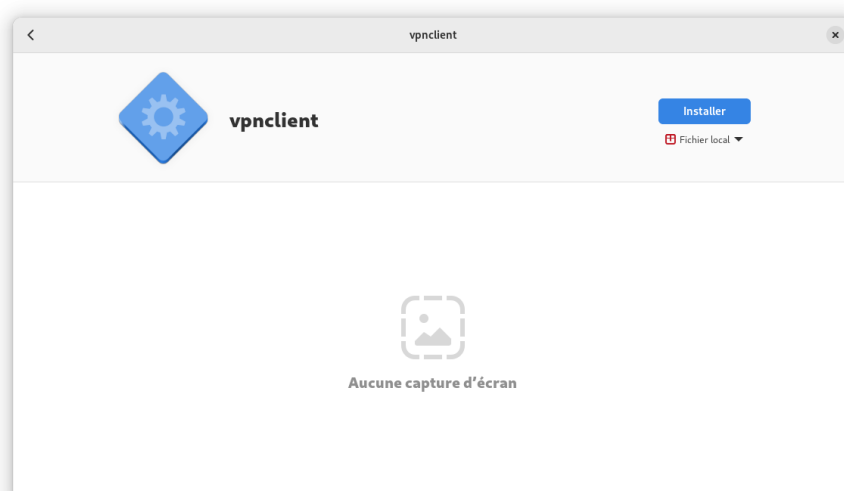 vpnclient
vpnclient
Installer
Fichier local
Aucune capture d’écran